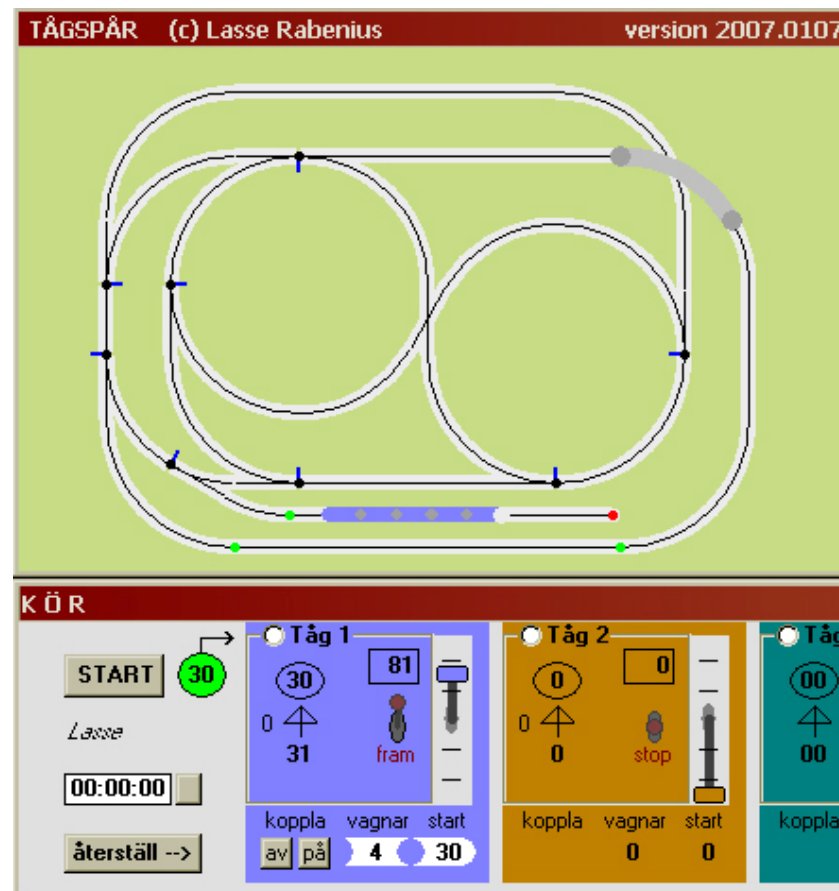 TÅGSPÅR (c) Lasse Rabenius version 2007.0107
KÖR
START 30
Lasse
00:00:00
återställ -->
Tåg 1
30 81
0
31 fram
koppla vagnar start
av på 4 30
Tåg 2
0 0
0
0 stop
koppla vagnar start
0 0
Tåg
00
00
koppla